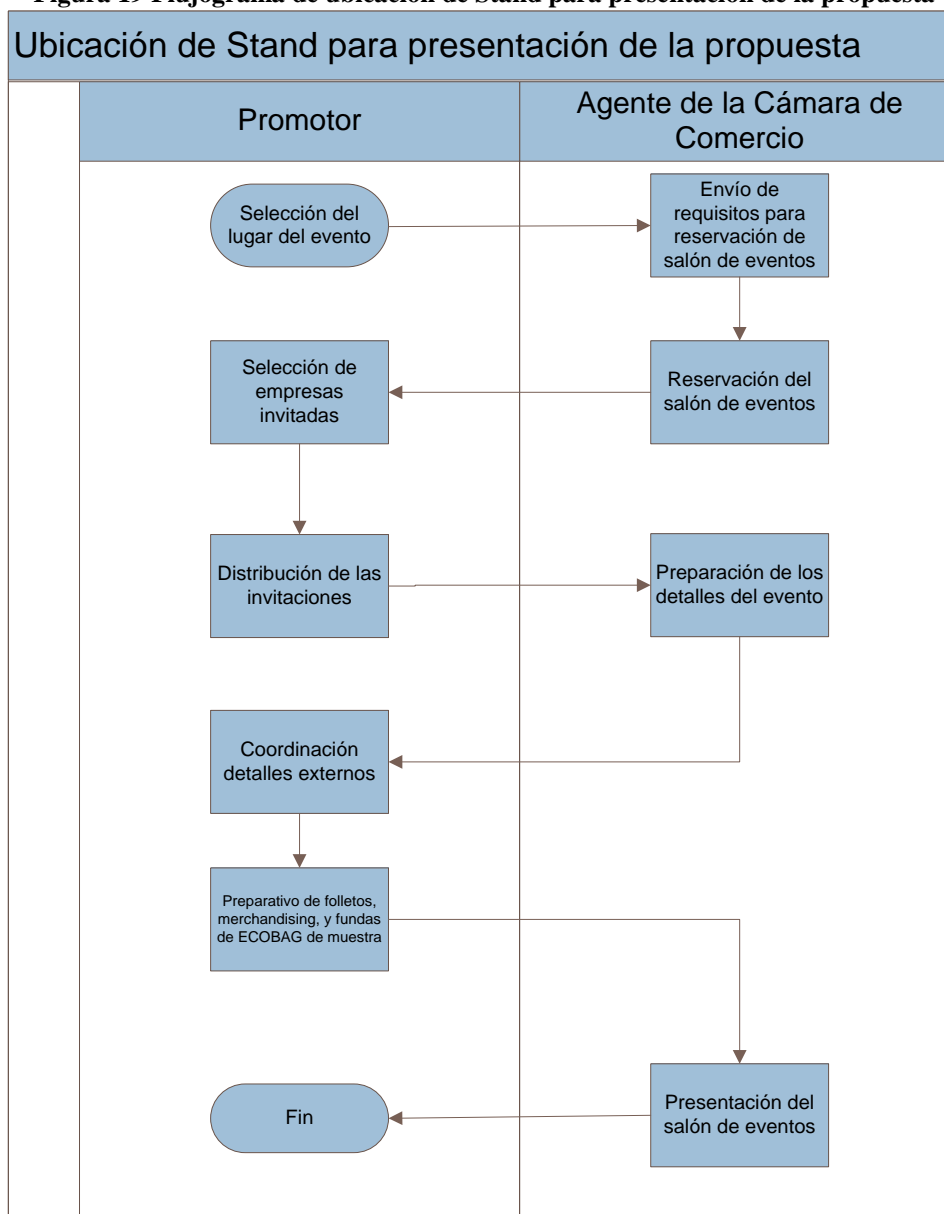 Figura 19 Flujograma de ubicación de Stand para presentación de la propuesta
Ubicación de Stand para presentación de la propuesta
Promotor
Agente de la Cámara de
Comercio
Selección del
lugar del evento
Envío de
requisitos para
reservación de
salón de eventos
Selección de
empresas
invitadas
Reservación del
salón de eventos
Distribución de las
invitaciones
Preparación de los
detalles del evento
Coordinación
detalles externos
Preparativo de folletos,
merchandising, y fundas
de ECOBAG de muestra
Fin
Presentación del
salón de eventos